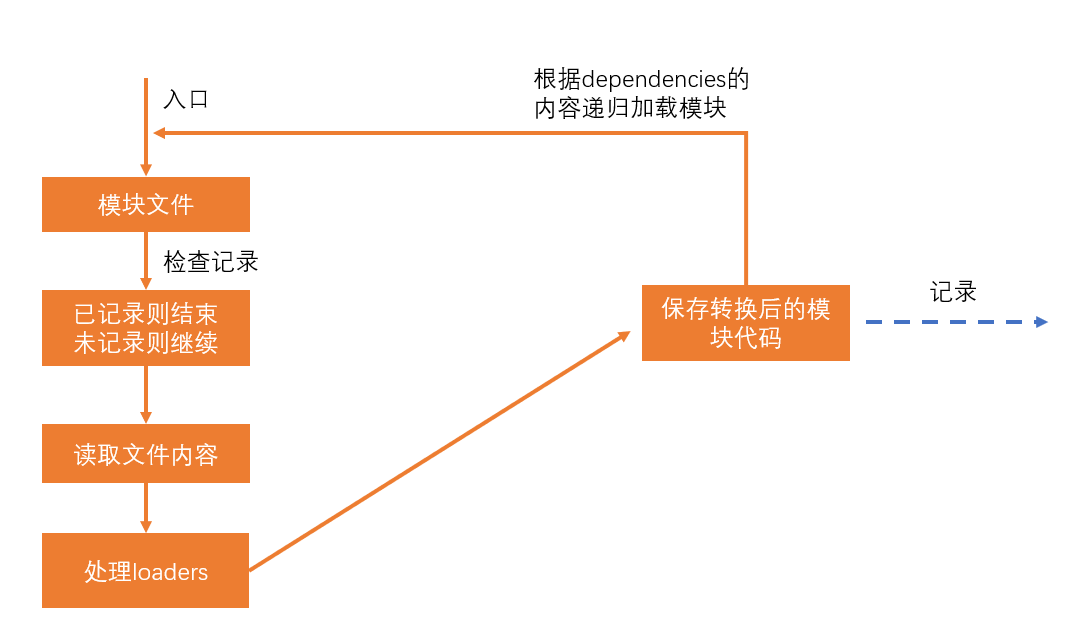 入口
根据dependencies的
内容递归加载模块
模块文件
检查记录
已记录则结束
未记录则继续
读取文件内容
处理loaders
保存转换后的模
块代码
记录